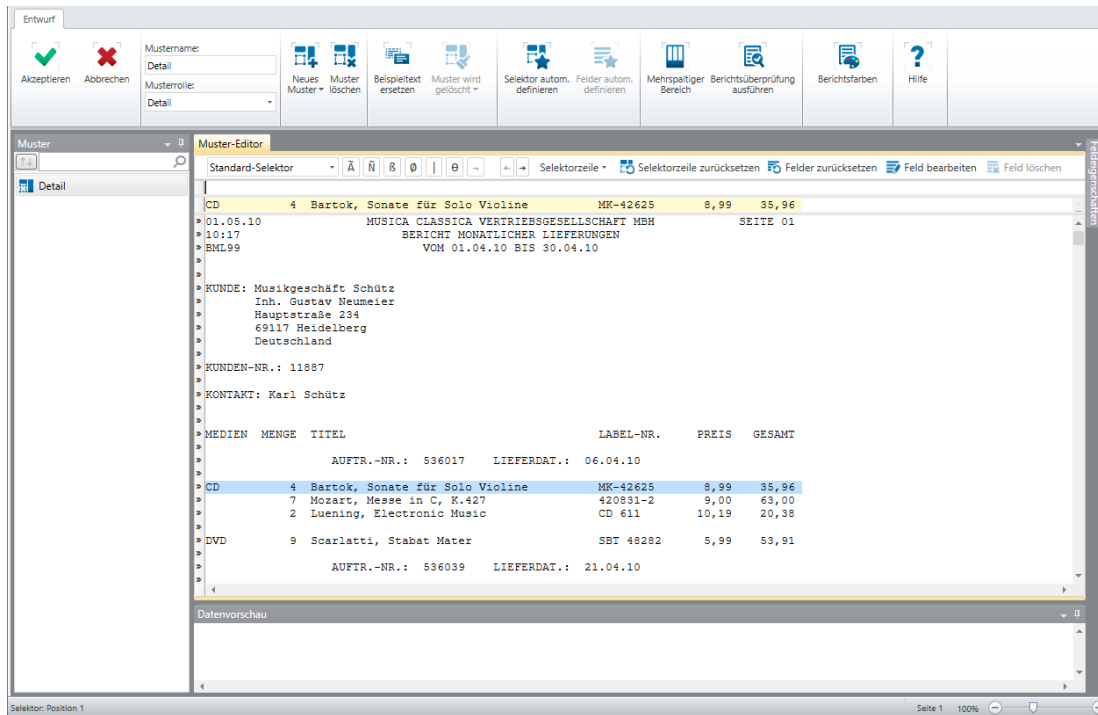 Entwurf
Akzeptieren
Abbrechen
Mustername:
Detail
Musterrolle:
Detail
Neues Muster
Muster löschen
Beispieltext ersetzen
Muster wird gelöscht
Selektor autom. definieren
Felder autom. definieren
Mehrspaltiger Bereich
Berichtsüberprüfung ausführen
Berichtsfarben
Hilfe
Muster
Detail
Muster-Editor
Standard-Selektor Ã Ñ ß Ø | Ɵ ¬ Selektorzeile Selektorzeile zurücksetzen Felder zurücksetzen Feld bearbeiten Feld löschen
CD 4 Bartok, Sonate für Solo Violine MK-42625 8,99 35,96
01.05.10 MUSICA CLASSICA VERTRIEBSGESELLSCHAFT MBH SEITE 01
10:17 BERICHT MONATLICHER LIEFERUNGEN
BML99 VOM 01.04.10 BIS 30.04.10
KUNDE: Musikgeschäft Schütz
Inh. Gustav Neumeier
Hauptstraße 234
69117 Heidelberg
Deutschland
KUNDEN-NR.: 11887
KONTAKT: Karl Schütz
MEDIEN MENGE TITEL LABEL-NR. PREIS GESAMT
AUFTR.-NR.: 536017 LIEFERDAT.: 06.04.10
CD 4 Bartok, Sonate für Solo Violine MK-42625 8,99 35,96
7 Mozart, Messe in C, K.427 420831-2 9,00 63,00
2 Luening, Electronic Music CD 611 10,19 20,38
DVD 9 Scarlatti, Stabat Mater SBT 48282 5,99 53,91
AUFTR.-NR.: 536039 LIEFERDAT.: 21.04.10
Feldeigenschaften
Datenvorschau
Selektor: Position 1
Seite 1 100%